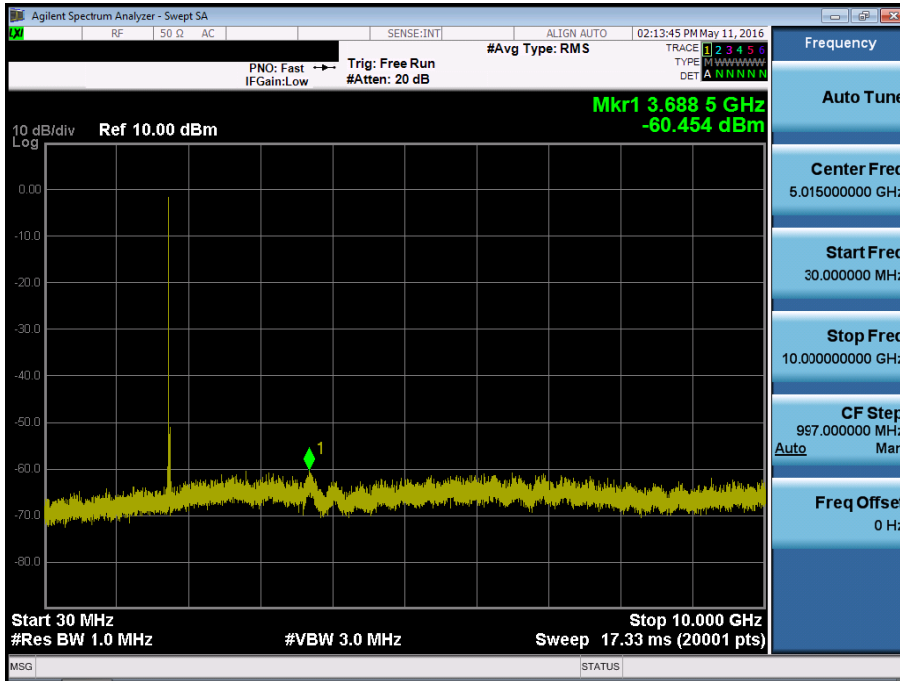 Agilent Spectrum Analyzer - Swept SA
LXI RF 50 Ω AC SENSE:INT ALIGN AUTO 02:13:45 PM May 11, 2016
#Avg Type: RMS
TRACE 1 2 3 4 5 6
PNO: Fast Trig: Free Run
TYPE M WWWWW
IFGain:Low #Atten: 20 dB
DET A N N N N N
Mkr1 3.688 5 GHz
-60.454 dBm
10 dB/div Ref 10.00 dBm
Log
0.00
-10.0
-20.0
-30.0
-40.0
-50.0
-60.0
-70.0
-80.0
1
Start 30 MHz Stop 10.000 GHz
#Res BW 1.0 MHz #VBW 3.0 MHz Sweep 17.33 ms (20001 pts)
MSG STATUS
Frequency
Auto Tune
Center Freq
5.015000000 GHz
Start Freq
30.000000 MHz
Stop Freq
10.000000000 GHz
CF Step
997.000000 MHz
Auto Man
Freq Offset
0 Hz